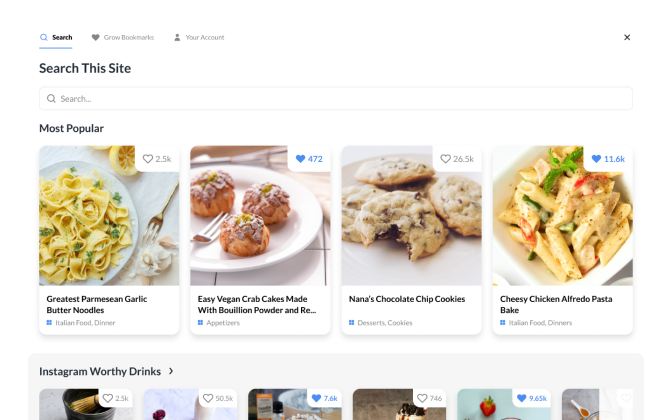 Search Grow Bookmarks Your Account
Search This Site
Search...
Most Popular
2.5k 472 26.5k 11.6k
Greatest Parmesean Garlic
Butter Noodles
Italian Food, Dinner
Easy Vegan Crab Cakes Made
With Bouillion Powder and Re...
Appetizers
Nana's Chocolate Chip Cookies
Desserts, Cookies
Cheesy Chicken Alfredo Pasta
Bake
Italian Food, Dinners
Instagram Worthy Drinks
2.5k 50.5k 7.6k 746 9.65k